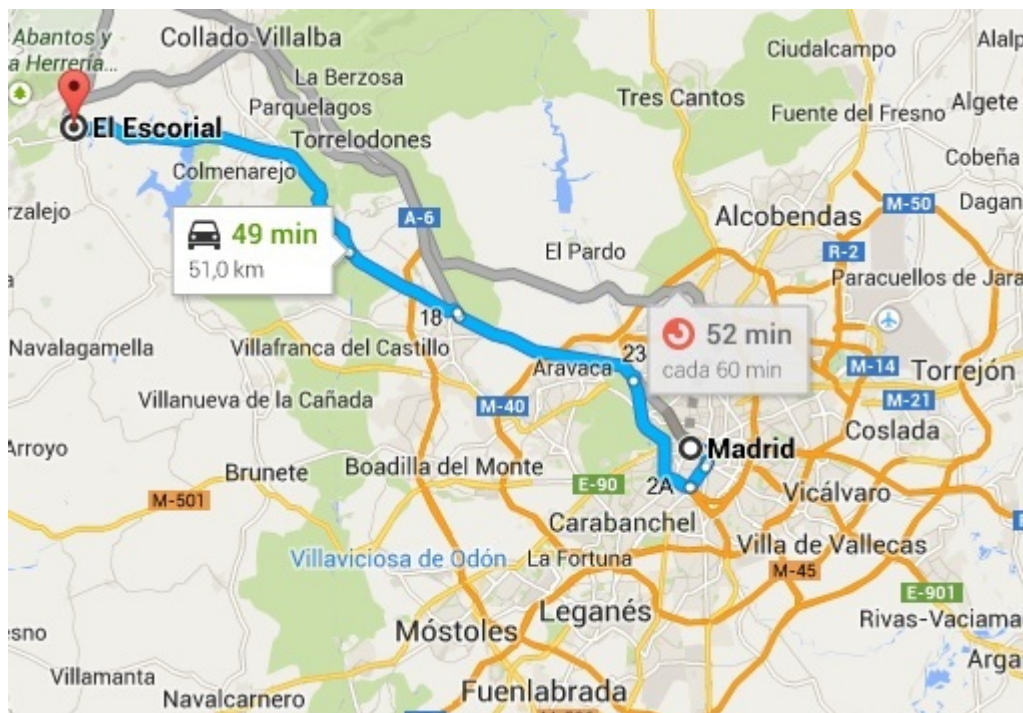 Abantos y
a Herrería...
Collado Villalba
Ciudalcampo
Alalp
La Berzosa
Parquelagos
Tres Cantos
Fuente del Fresno
Algete
El Escorial
Torrelodones
Colmenarejo
Cobeña
rzalejo
A-6
Alcobendas
M-50
Dagan
49 min
51,0 km
El Pardo
R-2
Paracuellos de Jara
18
52 min
cada 60 min
Navalagamella
Villafranca del Castillo
Aravaca
23
M-14
Torrejón
Villanueva de la Cañada
M-40
M-21
Coslada
Arroyo
Brunete
Boadilla del Monte
Madrid
M-501
E-90
2A
Vicálvaro
Carabanchel
Villaviciosa de Odón
La Fortuna
Villa de Vallecas
M-45
E-901
Leganés
Rivas-Vaciama
esno
Móstoles
Arga
Villamanta
Navalcarnero
Fuenlabrada